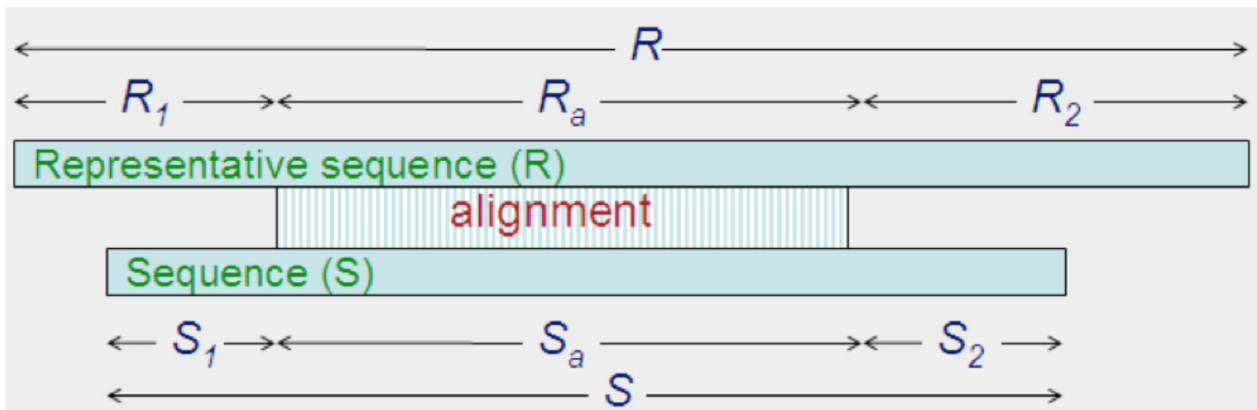 R
R1 Ra R2
Representative sequence (R)
alignment
Sequence (S)
S1 Sa S2
S